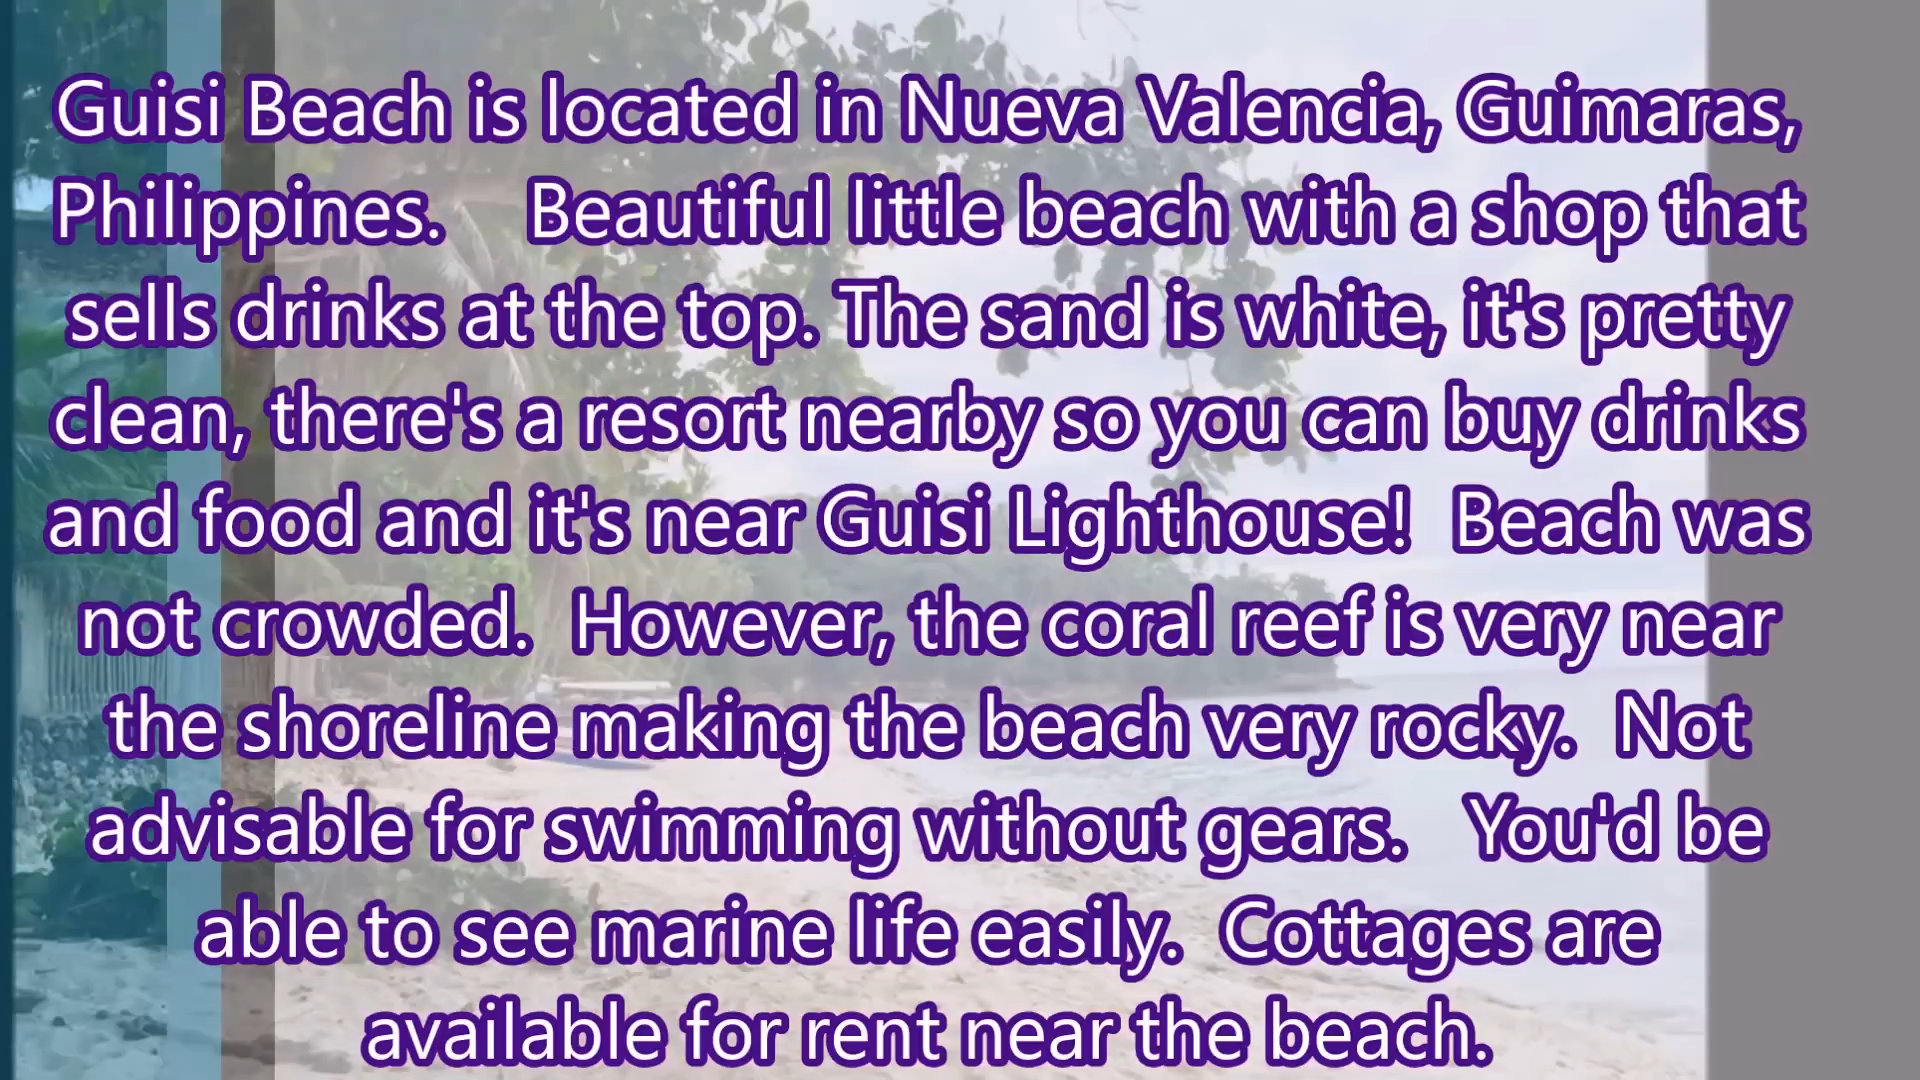 Guisi Beach is located in Nueva Valencia, Guimaras,
Philippines.    Beautiful little beach with a shop that
sells drinks at the top. The sand is white, it's pretty
clean, there's a resort nearby so you can buy drinks
and food and it's near Guisi Lighthouse!  Beach was
not crowded.  However, the coral reef is very near
the shoreline making the beach very rocky.  Not
advisable for swimming without gears.   You'd be
able to see marine life easily.  Cottages are
available for rent near the beach.